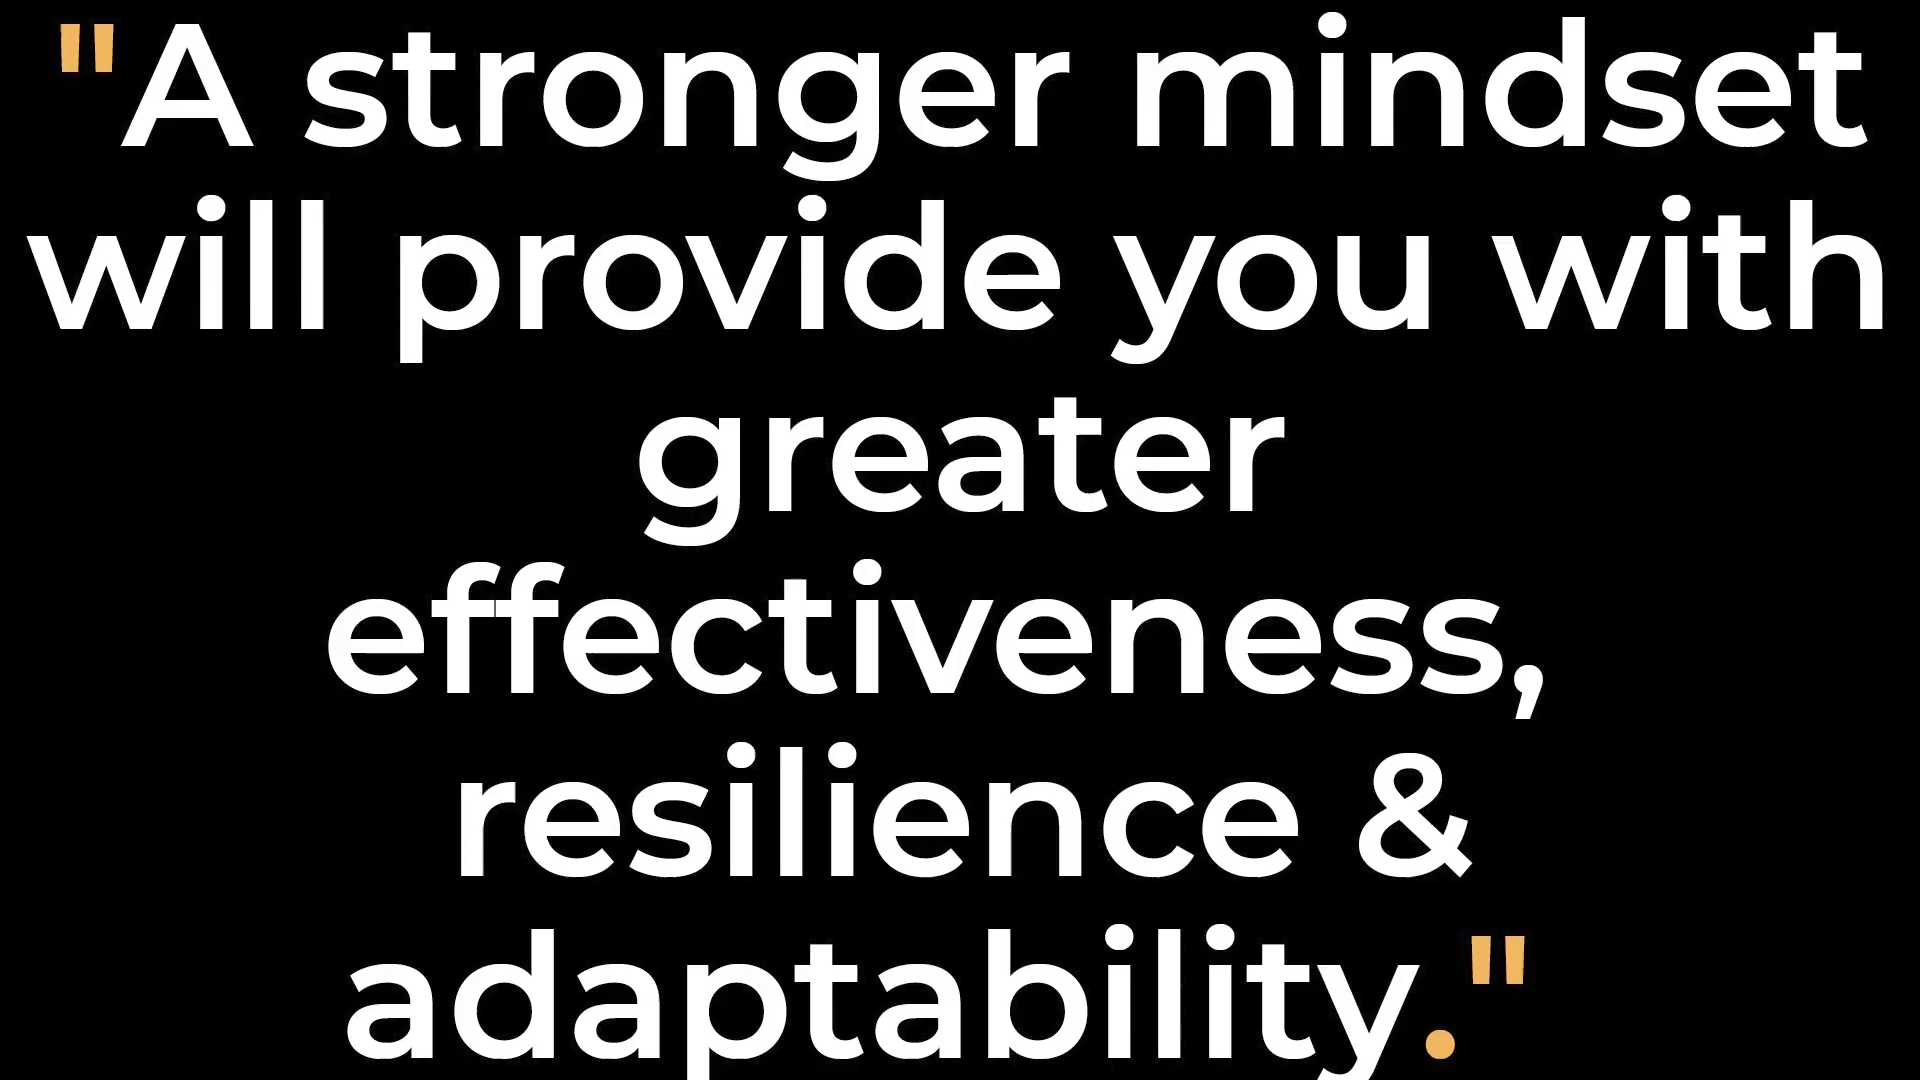 "A stronger mindset
will provide you with
greater
effectiveness,
resilience &
adaptability."